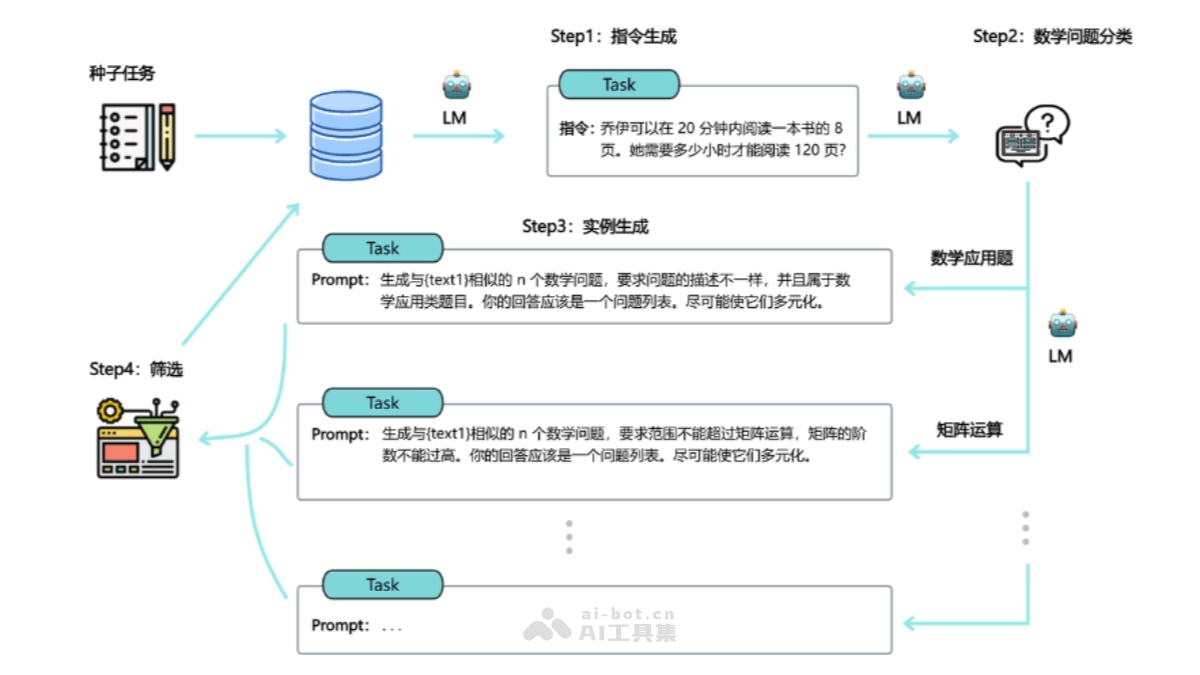 Step1：指令生成
Step2：数学问题分类
种子任务
LM
Task
LM
指令：乔伊可以在 20 分钟内阅读一本书的 8
页。她需要多少小时才能阅读 120 页?
Step3：实例生成
Task
数学应用题
Prompt： 生成与{text1}相似的 n 个数学问题，要求问题的描述不一样，并且属于数
学应用类题目。你的回答应该是一个问题列表。尽可能使它们多元化。
LM
Step4：筛选
Task
矩阵运算
Prompt： 生成与{text1}相似的 n 个数学问题，要求范围不能超过矩阵运算，矩阵的阶
数不能过高。你的回答应该是一个问题列表。尽可能使它们多元化。
Task
Prompt： ...
ai-bot.cn
AI工具集